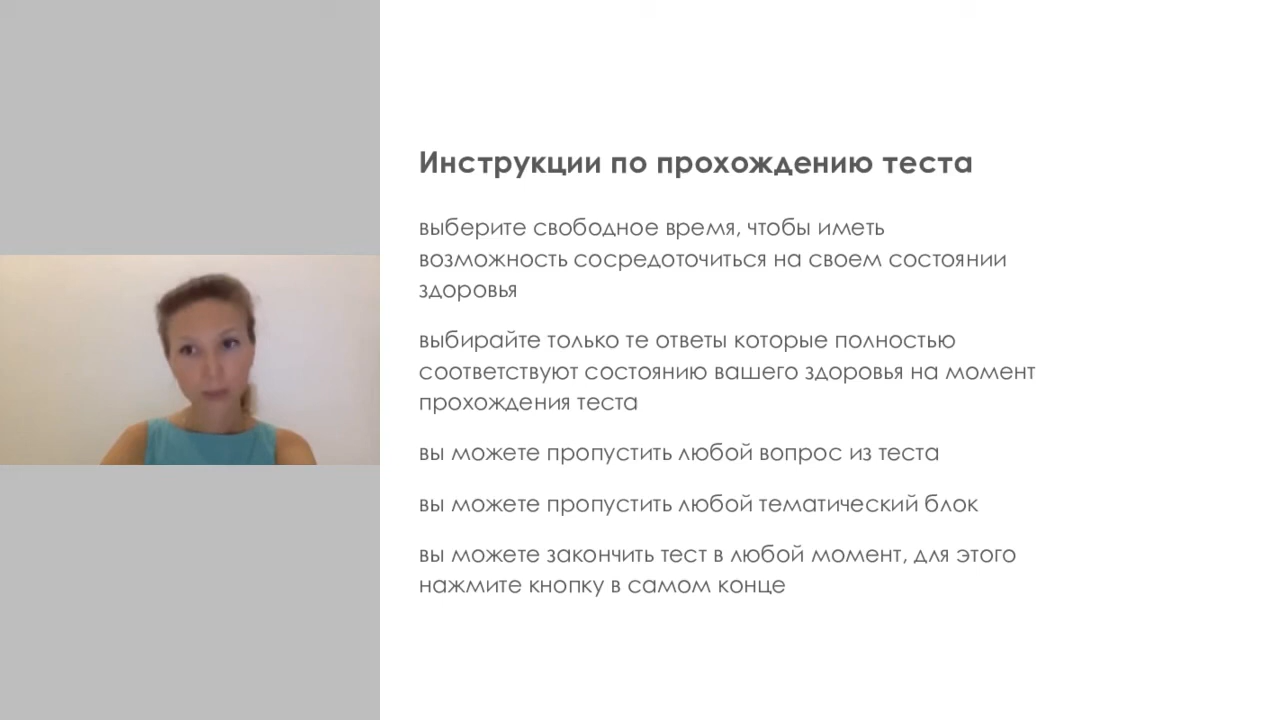 Инструкции по прохождению теста
выберите свободное время, чтобы иметь
возможность сосредоточиться на своем состоянии
здоровья
выбирайте только те ответы которые полностью
соответствуют состоянию вашего здоровья на момент
прохождения теста
вы можете пропустить любой вопрос из теста
вы можете пропустить любой тематический блок
вы можете закончить тест в любой момент, для этого
нажмите кнопку в самом конце